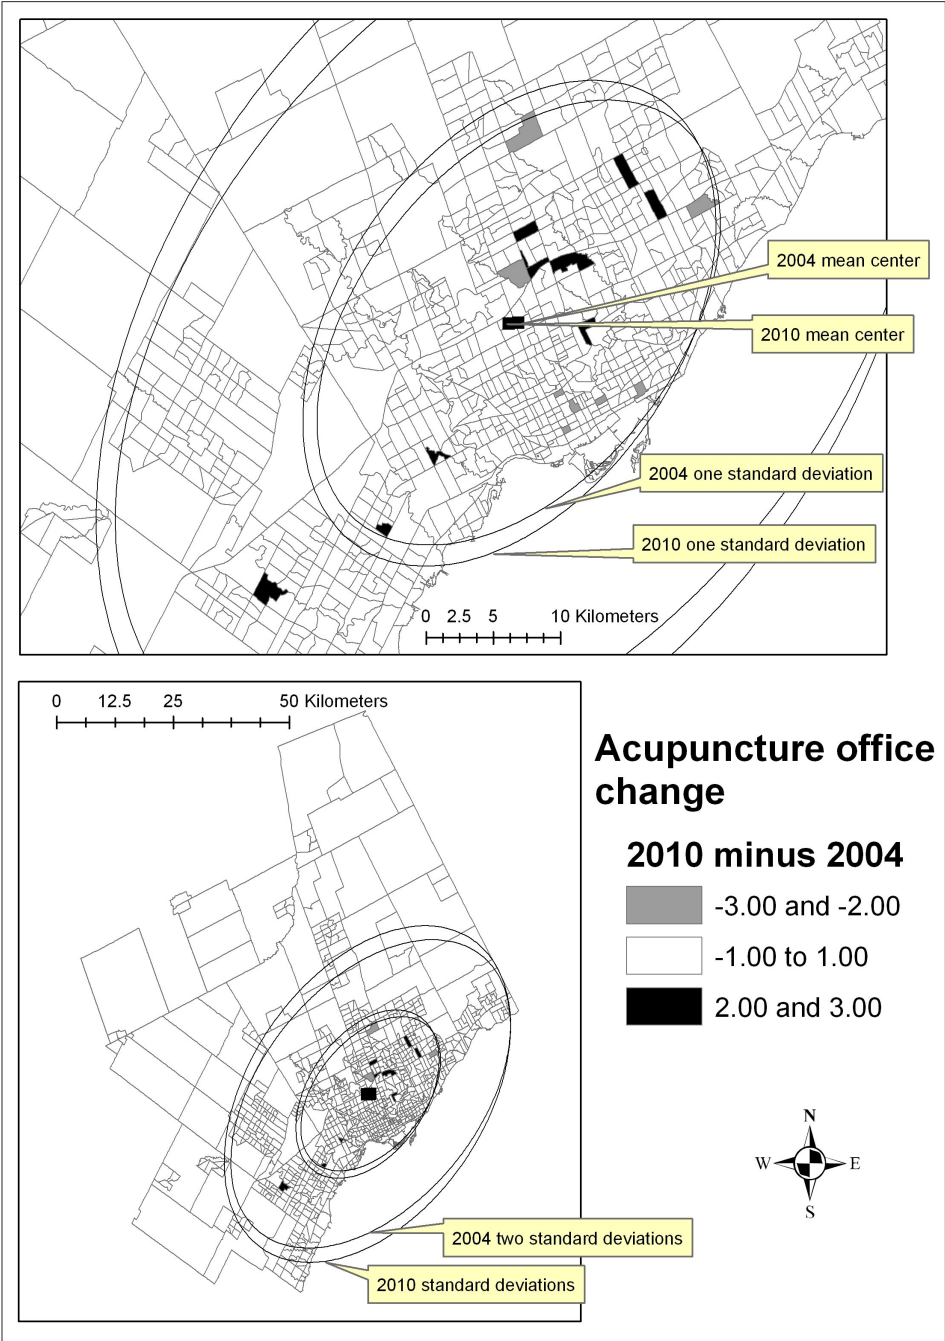 2004 mean center
2010 mean center
2004 one standard deviation
2010 one standard deviation
0 2.5 5 10 Kilometers
0 12.5 25 50 Kilometers
Acupuncture office
change
2010 minus 2004
-3.00 and -2.00
-1.00 to 1.00
2.00 and 3.00
N
W E
S
2004 two standard deviations
2010 standard deviations